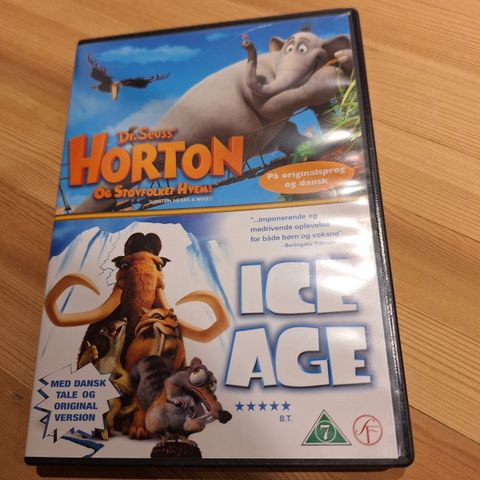 Dr. Seuss'
HORTON
OG STØVFOLKET HVEM!
(HORTON HEARS A WHO!)
På originalsprog
og dansk
"...imponerende og
medrivende oplevelse
for både børn og voksne"
- Berlingske Tidende
ICE
AGE
MED DANSK
TALE OG
ORIGINAL
VERSION
★★★★★
B.T.
7
SF